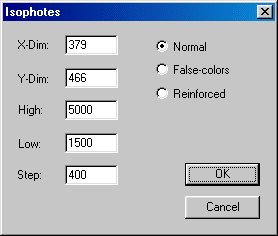 Isophotes
X-Dim: 379
Normal
Y-Dim: 466
False-colors
High: 5000
Reinforced
Low: 1500
Step: 400
OK
Cancel